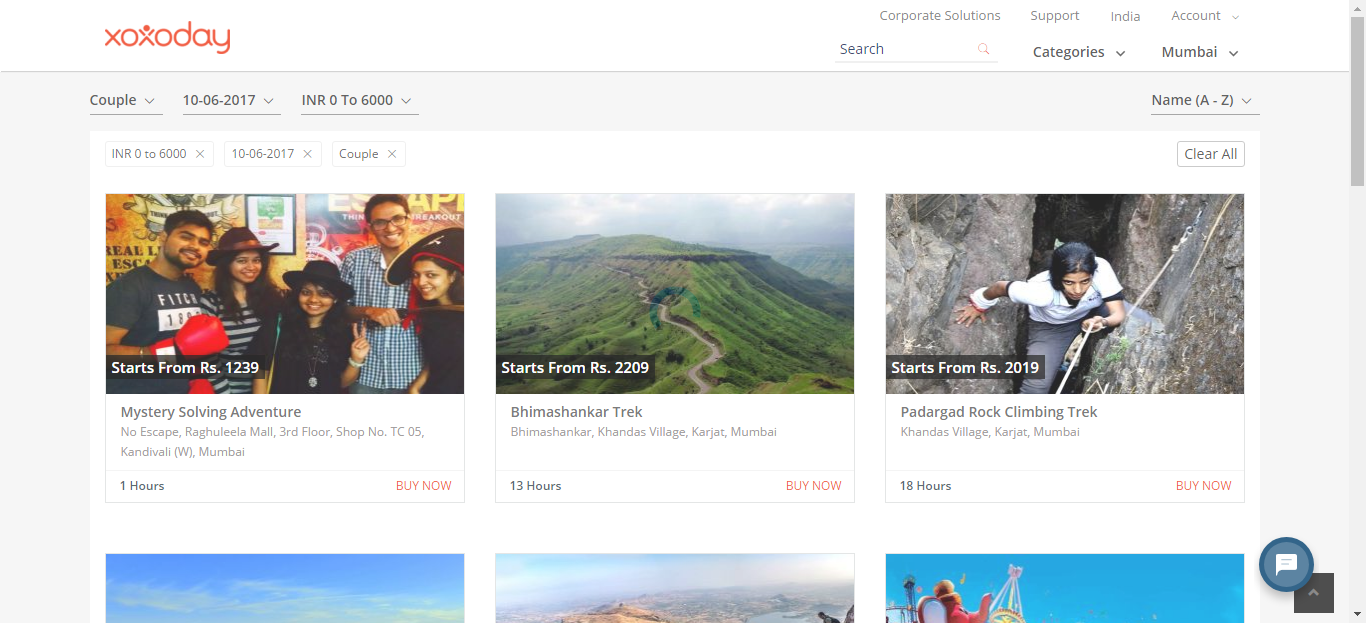 xoxoday
Corporate Solutions Support India Account
Search Categories Mumbai
Couple 10-06-2017 INR 0 To 6000 Name (A - Z)
INR 0 to 6000 10-06-2017 Couple Clear All
FITCH
Starts From Rs. 1239
Starts From Rs. 2209
Starts From Rs. 2019
Mystery Solving Adventure
No Escape, Raghuleela Mall, 3rd Floor, Shop No. TC 05,
Kandivali (W), Mumbai
1 Hours BUY NOW
Bhimashankar Trek
Bhimashankar, Khandas Village, Karjat, Mumbai
13 Hours BUY NOW
Padargad Rock Climbing Trek
Khandas Village, Karjat, Mumbai
18 Hours BUY NOW